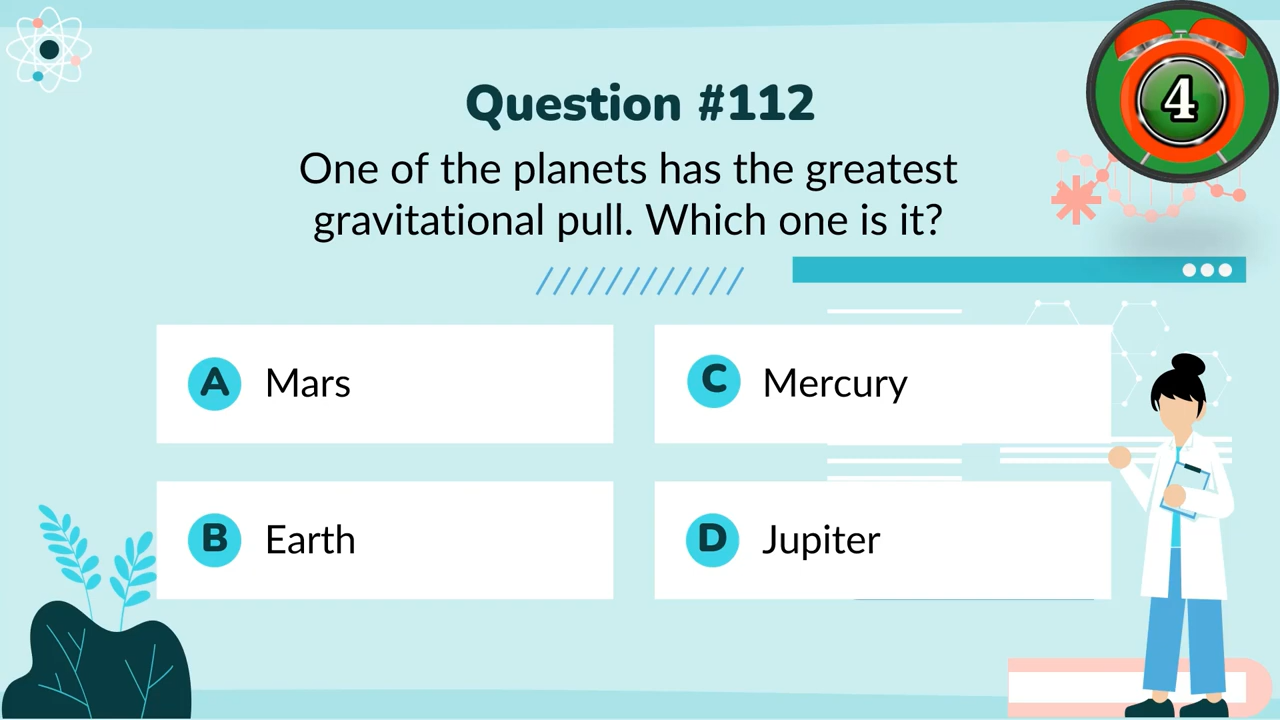 4
Question #112
One of the planets has the greatest
gravitational pull. Which one is it?
A Mars
C Mercury
B Earth
D Jupiter